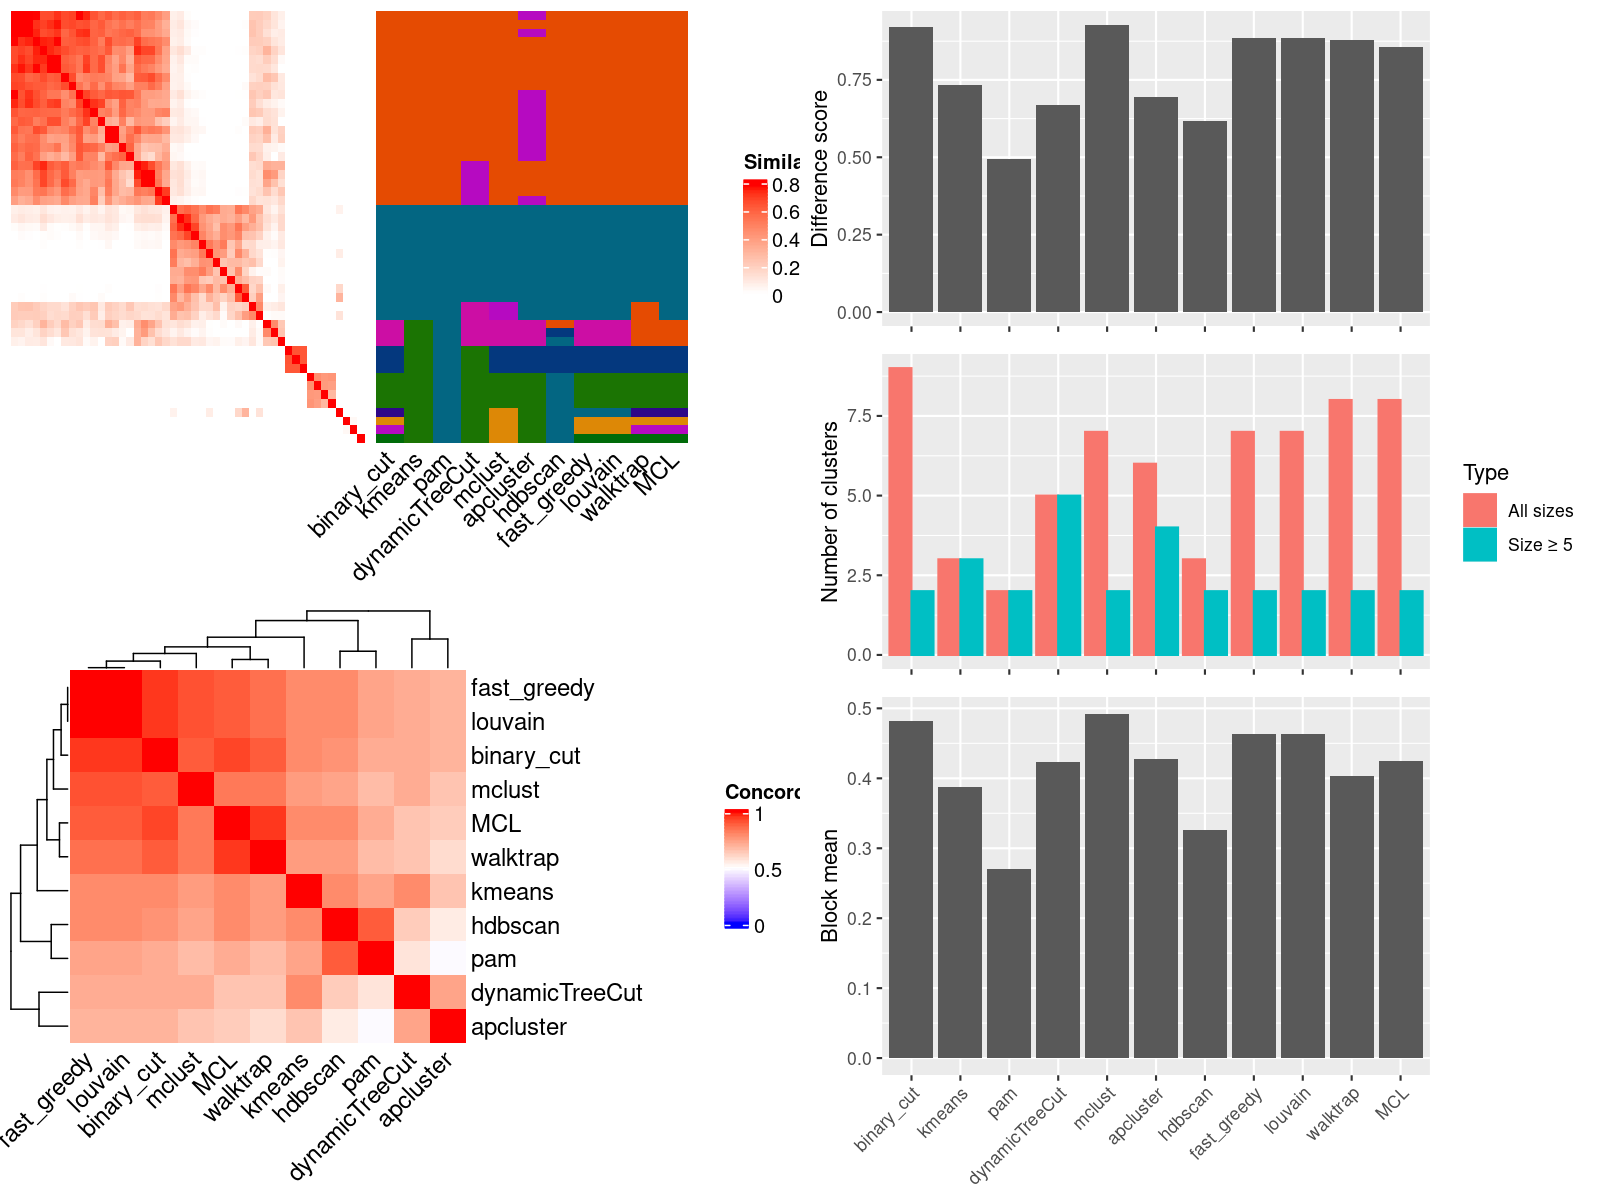 Simila
0.8
0.6
0.4
0.2
0
binary_cut
kmeans
pam
dynamicTreeCut
mclust
apcluster
hdbscan
fast_greedy
louvain
walktrap
MCL
fast_greedy
louvain
binary_cut
mclust
MCL
walktrap
kmeans
hdbscan
pam
dynamicTreeCut
apcluster
Concord
1
0.5
0
fast_greedy
louvain
binary_cut
mclust
MCL
walktrap
kmeans
hdbscan
pam
dynamicTreeCut
apcluster
Difference score
0.75
0.50
0.25
0.00
Number of clusters
7.5
5.0
2.5
0.0
Type
All sizes
Size ≥ 5
Block mean
0.5
0.4
0.3
0.2
0.1
0.0
binary_cut
kmeans
pam
dynamicTreeCut
mclust
apcluster
hdbscan
fast_greedy
louvain
walktrap
MCL